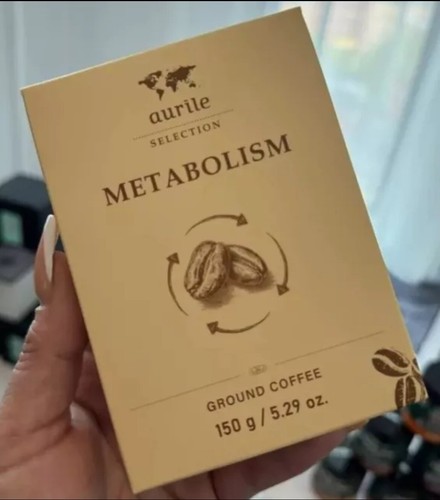 aurile
SELECTION
METABOLISM
GROUND COFFEE
150 g / 5.29 oz.